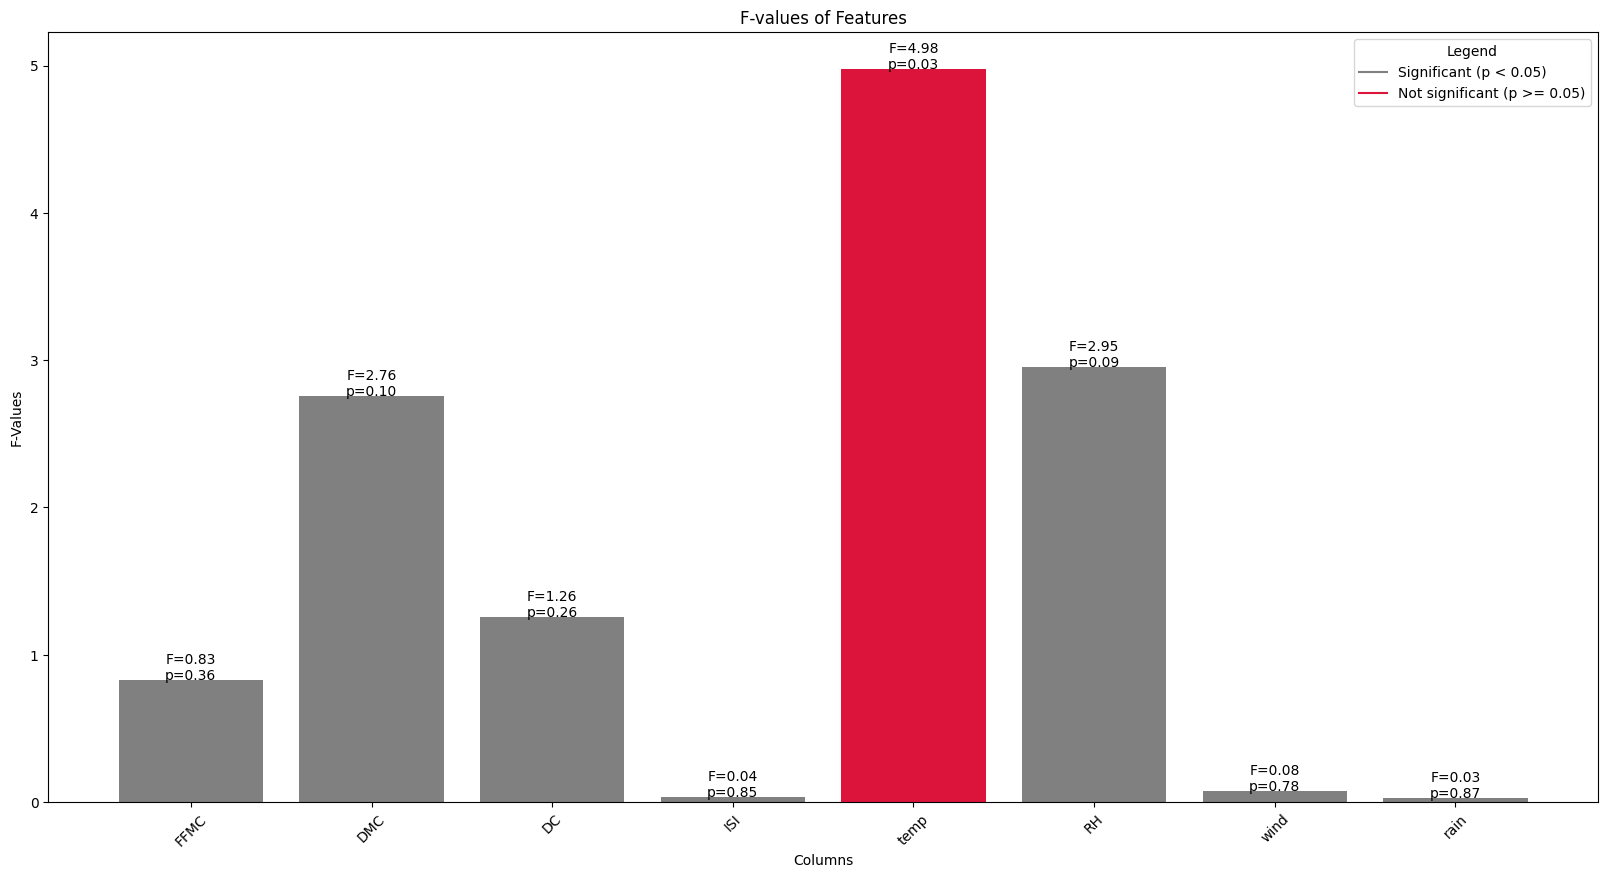 F-values of Features
Legend
Significant (p < 0.05)
Not significant (p >= 0.05)
F-Values
5
4
3
2
1
0
F=0.83
p=0.36
F=2.76
p=0.10
F=1.26
p=0.26
F=0.04
p=0.85
F=4.98
p=0.03
F=2.95
p=0.09
F=0.08
p=0.78
F=0.03
p=0.87
FFMC
DMC
DC
ISI
temp
RH
wind
rain
Columns